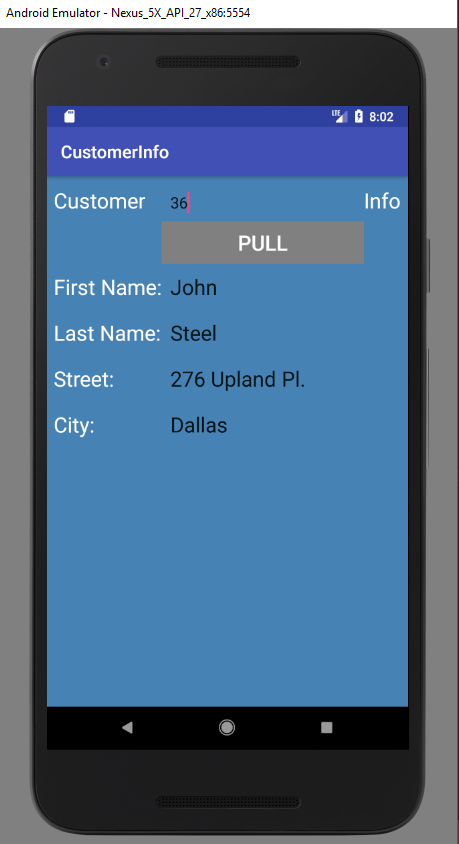 Android Emulator - Nexus_5X_API_27_x86:5554
LTE 8:02
CustomerInfo
Customer 36 Info
PULL
First Name: John
Last Name: Steel
Street: 276 Upland Pl.
City: Dallas